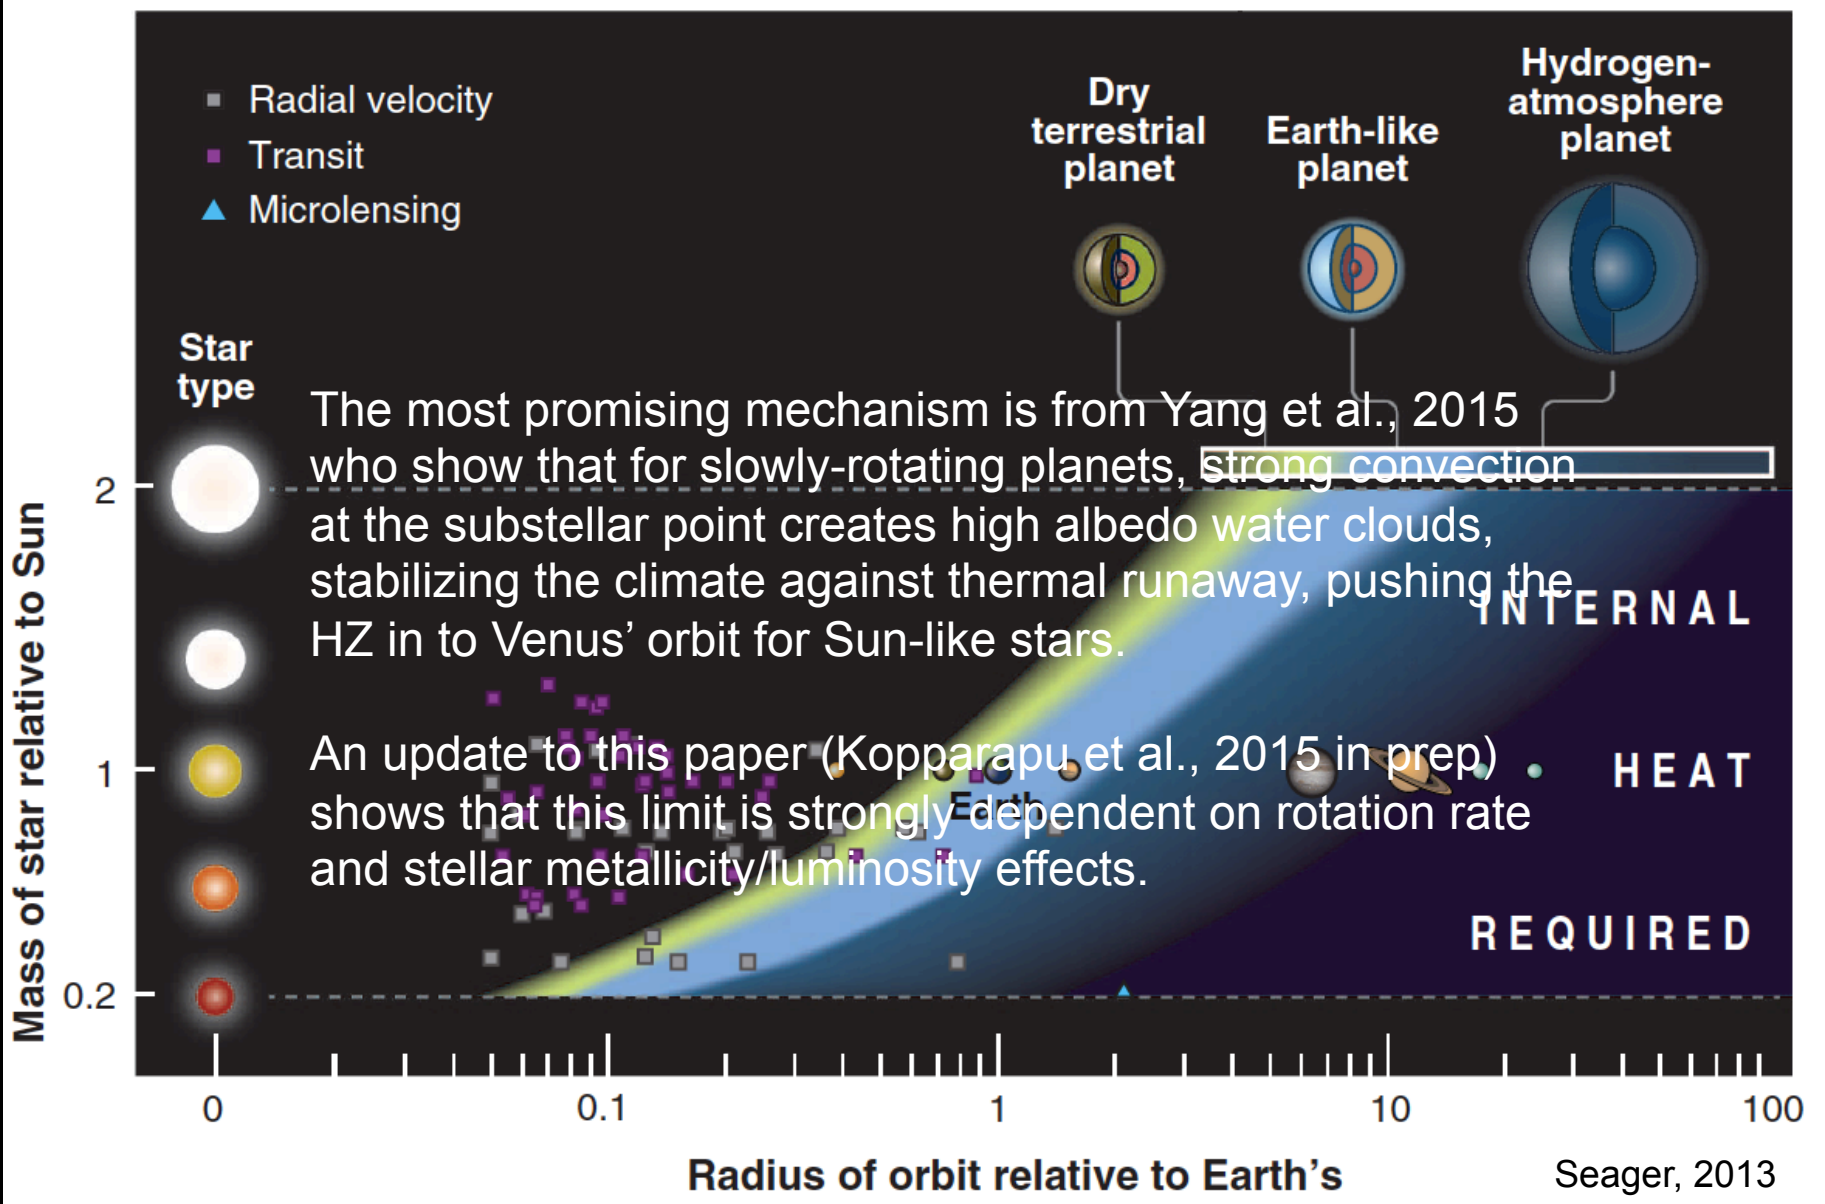 Radial velocity
Transit
Microlensing
Dry
terrestrial
planet
Earth-like
planet
Hydrogen-
atmosphere
planet
Star
type
The most promising mechanism is from Yang et al., 2015
who show that for slowly-rotating planets, strong convection
at the substellar point creates high albedo water clouds,
stabilizing the climate against thermal runaway, pushing the
HZ in to Venus’ orbit for Sun-like stars.
An update to this paper (Kopparapu et al., 2015 in prep)
shows that this limit is strongly dependent on rotation rate
and stellar metallicity/luminosity effects.
Earth
INTERNAL
HEAT
REQUIRED
Mass of star relative to Sun
2
1
0.2
0
0.1
1
10
100
Radius of orbit relative to Earth’s
Seager, 2013